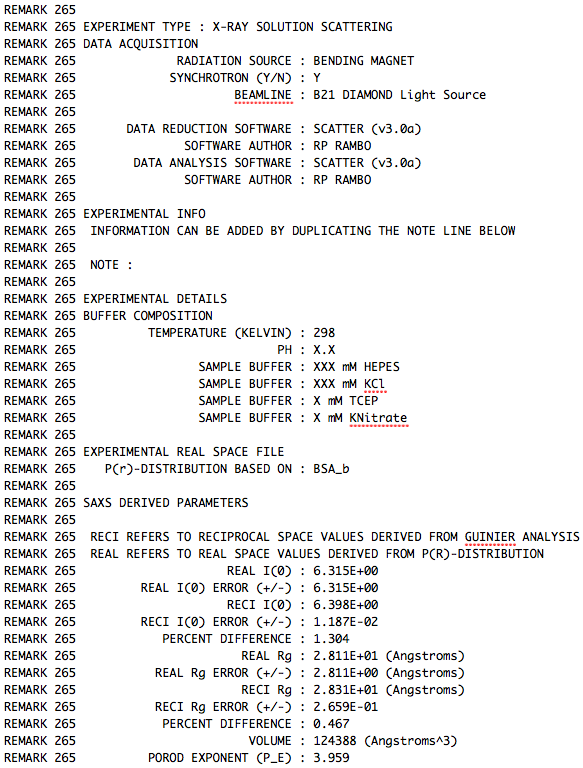 REMARK 265
REMARK 265 EXPERIMENT TYPE : X-RAY SOLUTION SCATTERING
REMARK 265 DATA ACQUISITION
REMARK 265 RADIATION SOURCE : BENDING MAGNET
REMARK 265 SYNCHROTRON (Y/N) : Y
REMARK 265 BEAMLINE : B21 DIAMOND Light Source
REMARK 265
REMARK 265 DATA REDUCTION SOFTWARE : SCATTER (v3.0a)
REMARK 265 SOFTWARE AUTHOR : RP RAMBO
REMARK 265 DATA ANALYSIS SOFTWARE : SCATTER (v3.0a)
REMARK 265 SOFTWARE AUTHOR : RP RAMBO
REMARK 265
REMARK 265 EXPERIMENTAL INFO
REMARK 265 INFORMATION CAN BE ADDED BY DUPLICATING THE NOTE LINE BELOW
REMARK 265
REMARK 265 NOTE :
REMARK 265
REMARK 265 EXPERIMENTAL DETAILS
REMARK 265 BUFFER COMPOSITION
REMARK 265 TEMPERATURE (KELVIN) : 298
REMARK 265 PH : X.X
REMARK 265 SAMPLE BUFFER : XXX mM HEPES
REMARK 265 SAMPLE BUFFER : XXX mM KCl
REMARK 265 SAMPLE BUFFER : X mM TCEP
REMARK 265 SAMPLE BUFFER : X mM KNitrate
REMARK 265
REMARK 265 EXPERIMENTAL REAL SPACE FILE
REMARK 265 P(r)-DISTRIBUTION BASED ON : BSA_b
REMARK 265
REMARK 265 SAXS DERIVED PARAMETERS
REMARK 265
REMARK 265 RECI REFERS TO RECIPROCAL SPACE VALUES DERIVED FROM GUINIER ANALYSIS
REMARK 265 REAL REFERS TO REAL SPACE VALUES DERIVED FROM P(R)-DISTRIBUTION
REMARK 265 REAL I(0) : 6.315E+00
REMARK 265 REAL I(0) ERROR (+/-) : 6.315E+00
REMARK 265 RECI I(0) : 6.398E+00
REMARK 265 RECI I(0) ERROR (+/-) : 1.187E-02
REMARK 265 PERCENT DIFFERENCE : 1.304
REMARK 265 REAL Rg : 2.811E+01 (Angstroms)
REMARK 265 REAL Rg ERROR (+/-) : 2.811E+00 (Angstroms)
REMARK 265 RECI Rg : 2.831E+01 (Angstroms)
REMARK 265 RECI Rg ERROR (+/-) : 2.659E-01
REMARK 265 PERCENT DIFFERENCE : 0.467
REMARK 265 VOLUME : 124388 (Angstroms^3)
REMARK 265 POROD EXPONENT (P_E) : 3.959